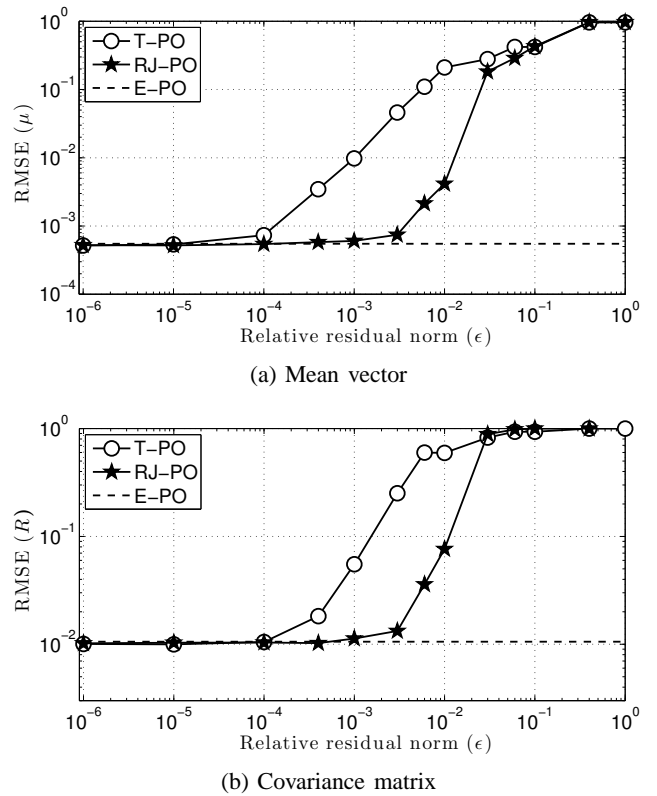 10^0
10^-1
10^-2
10^-3
10^-4
RMSE (μ)
T−PO
RJ−PO
E−PO
10^-6 10^-5 10^-4 10^-3 10^-2 10^-1 10^0
Relative residual norm (ϵ)
(a) Mean vector
10^0
10^-1
10^-2
RMSE (R)
T−PO
RJ−PO
E−PO
10^-6 10^-5 10^-4 10^-3 10^-2 10^-1 10^0
Relative residual norm (ϵ)
(b) Covariance matrix